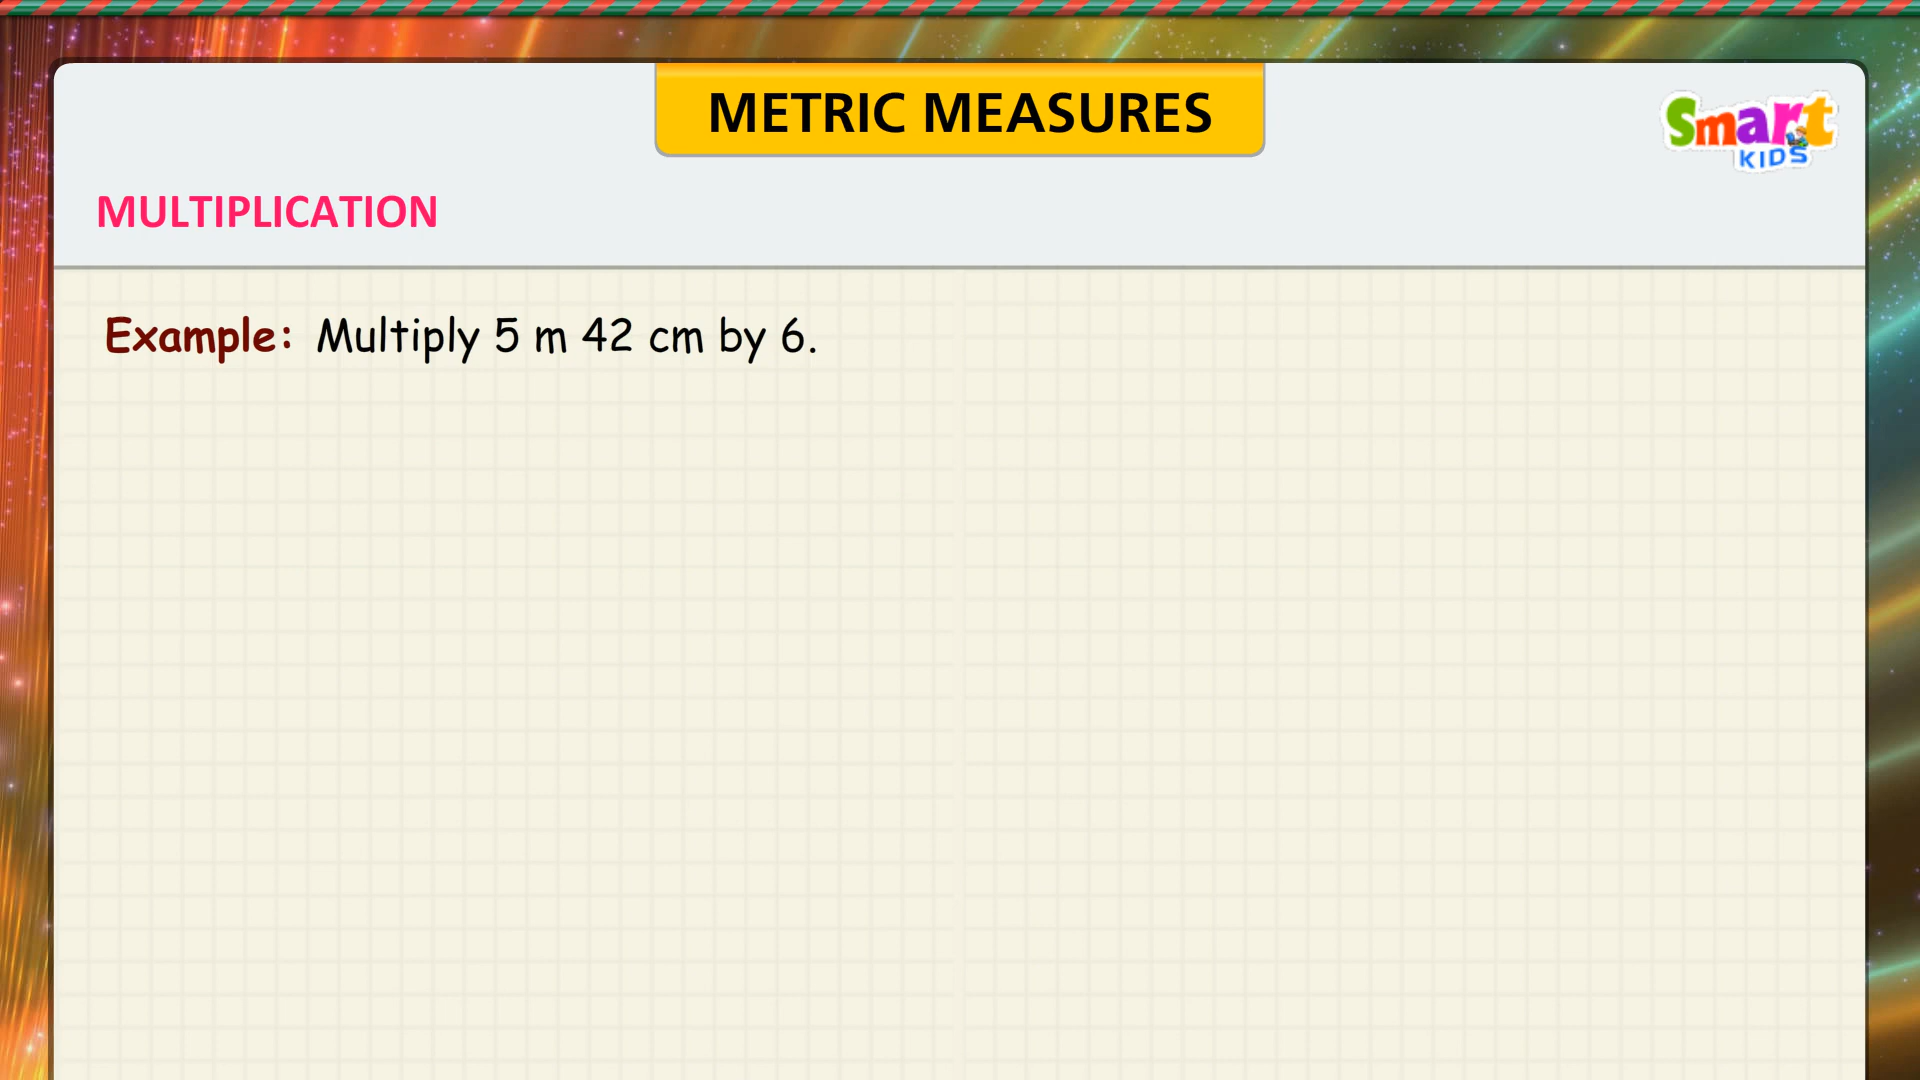 METRIC MEASURES
Smart
KIDS
MULTIPLICATION
Example: Multiply 5 m 42 cm by 6.